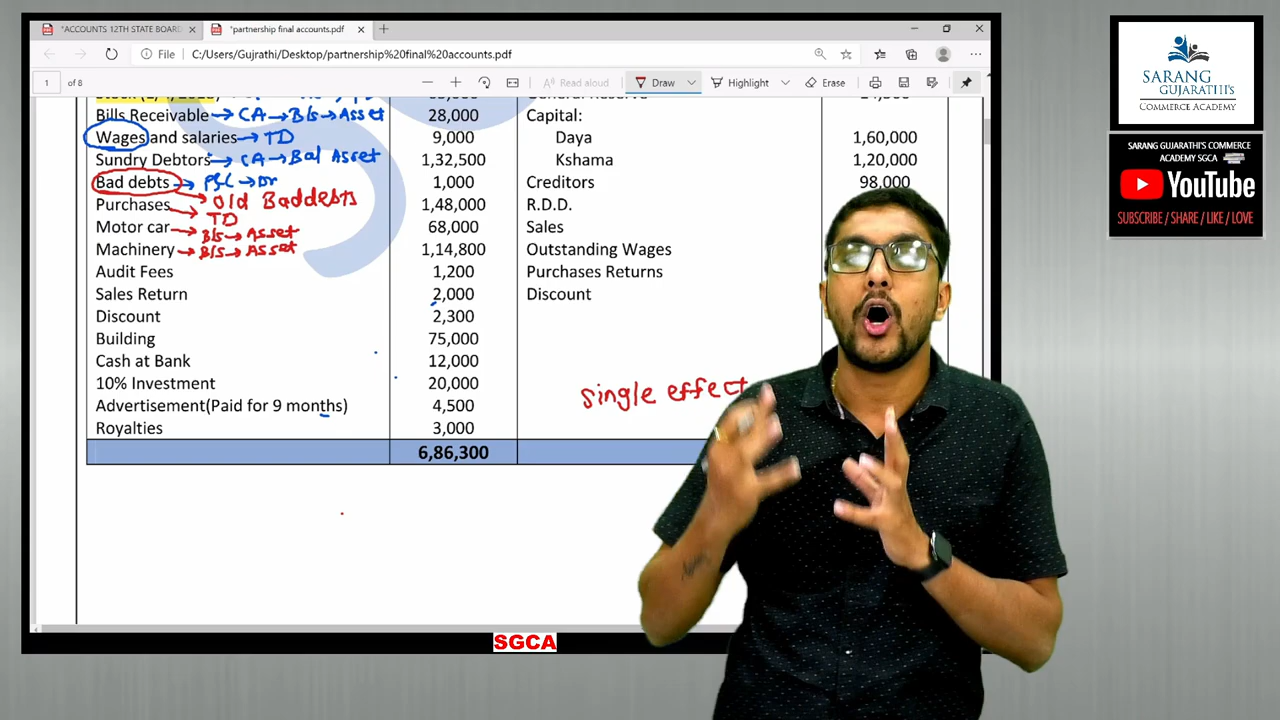 *ACCOUNTS 12TH STATE BOARD
*partnership final accounts.pdf
File
C:/Users/Gujrathi/Desktop/partnership%20final%20accounts.pdf
1 of 8
Read aloud
Draw
Highlight
Erase
Bills Receivable → CA → B/s → Asset 28,000 Capital:
Wages and salaries → TD 9,000 Daya 1,60,000
Sundry Debtors → CA → Bal Asset 1,32,500 Kshama 1,20,000
Bad debts → P&L → Dr 1,000 Creditors 98,000
→ Old Bad debts
Purchases → TD 1,48,000 R.D.D.
Motor car → B/s → Asset 68,000 Sales
Machinery → B/s → Asset 1,14,800 Outstanding Wages
Audit Fees 1,200 Purchases Returns
Sales Return 2,000 Discount
Discount 2,300
Building 75,000
Cash at Bank 12,000
10% Investment 20,000
single effect
Advertisement(Paid for 9 months) 4,500
Royalties 3,000
6,86,300
SGCA
SARANG
GUJARATHI'S
COMMERCE ACADEMY
SARANG GUJARATHI'S COMMERCE
ACADEMY SGCA
YouTube
SUBSCRIBE / SHARE / LIKE / LOVE